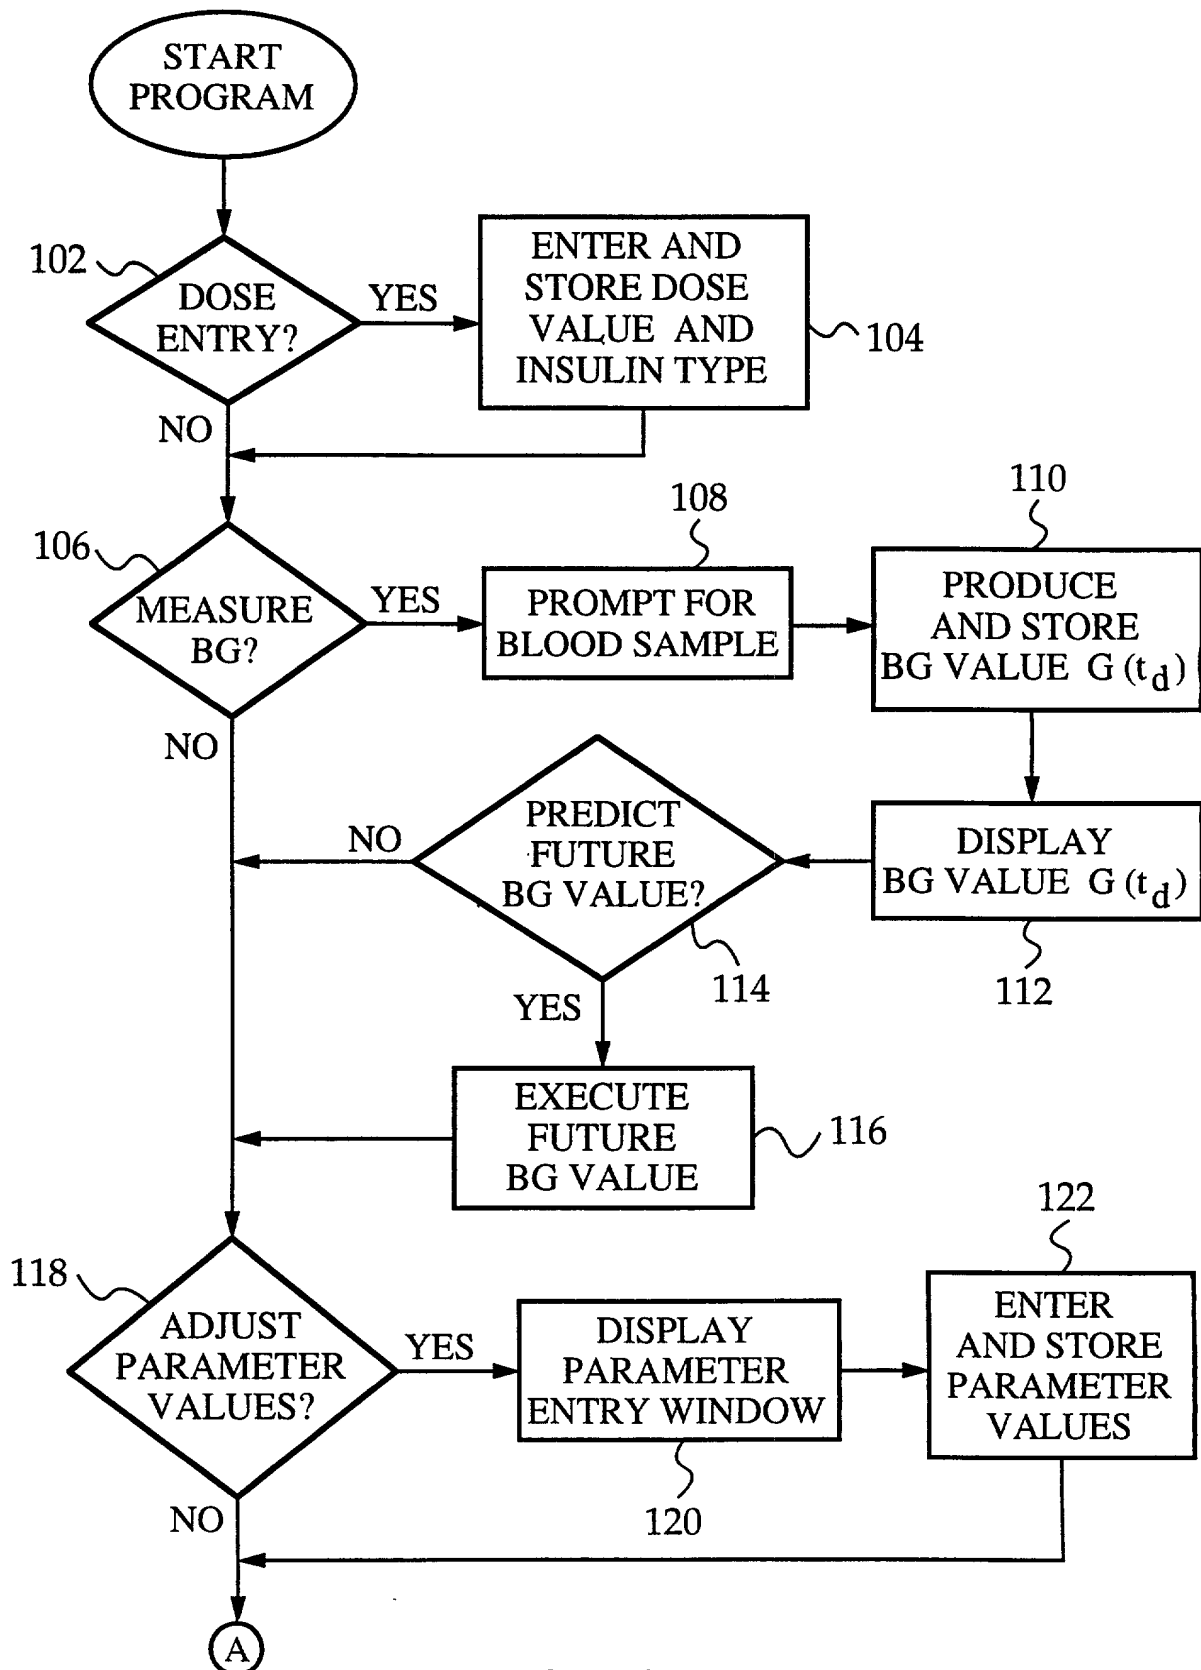 START
PROGRAM
102
DOSE
ENTRY?
YES
ENTER AND
STORE DOSE
VALUE AND
INSULIN TYPE
104
NO
106
MEASURE
BG?
YES
108
PROMPT FOR
BLOOD SAMPLE
110
PRODUCE
AND STORE
BG VALUE G (td)
NO
PREDICT
FUTURE
BG VALUE?
NO
DISPLAY
BG VALUE G (td)
112
114
YES
EXECUTE
FUTURE
BG VALUE
116
118
ADJUST
PARAMETER
VALUES?
YES
DISPLAY
PARAMETER
ENTRY WINDOW
120
122
ENTER
AND STORE
PARAMETER
VALUES
NO
A